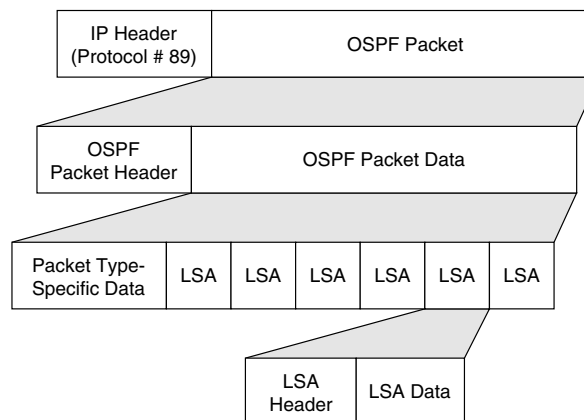 IP Header
(Protocol # 89)
OSPF Packet
OSPF
Packet Header
OSPF Packet Data
Packet Type-
Specific Data
LSA
LSA
LSA
LSA
LSA
LSA
LSA
Header
LSA Data